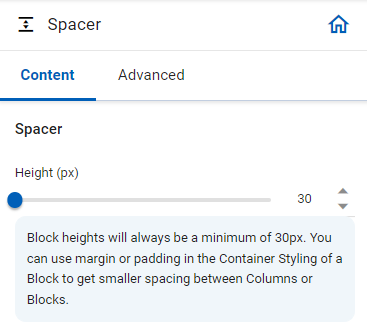 Spacer
Content Advanced
Spacer
Height (px)
30
Block heights will always be a minimum of 30px. You
can use margin or padding in the Container Styling of a
Block to get smaller spacing between Columns or
Blocks.